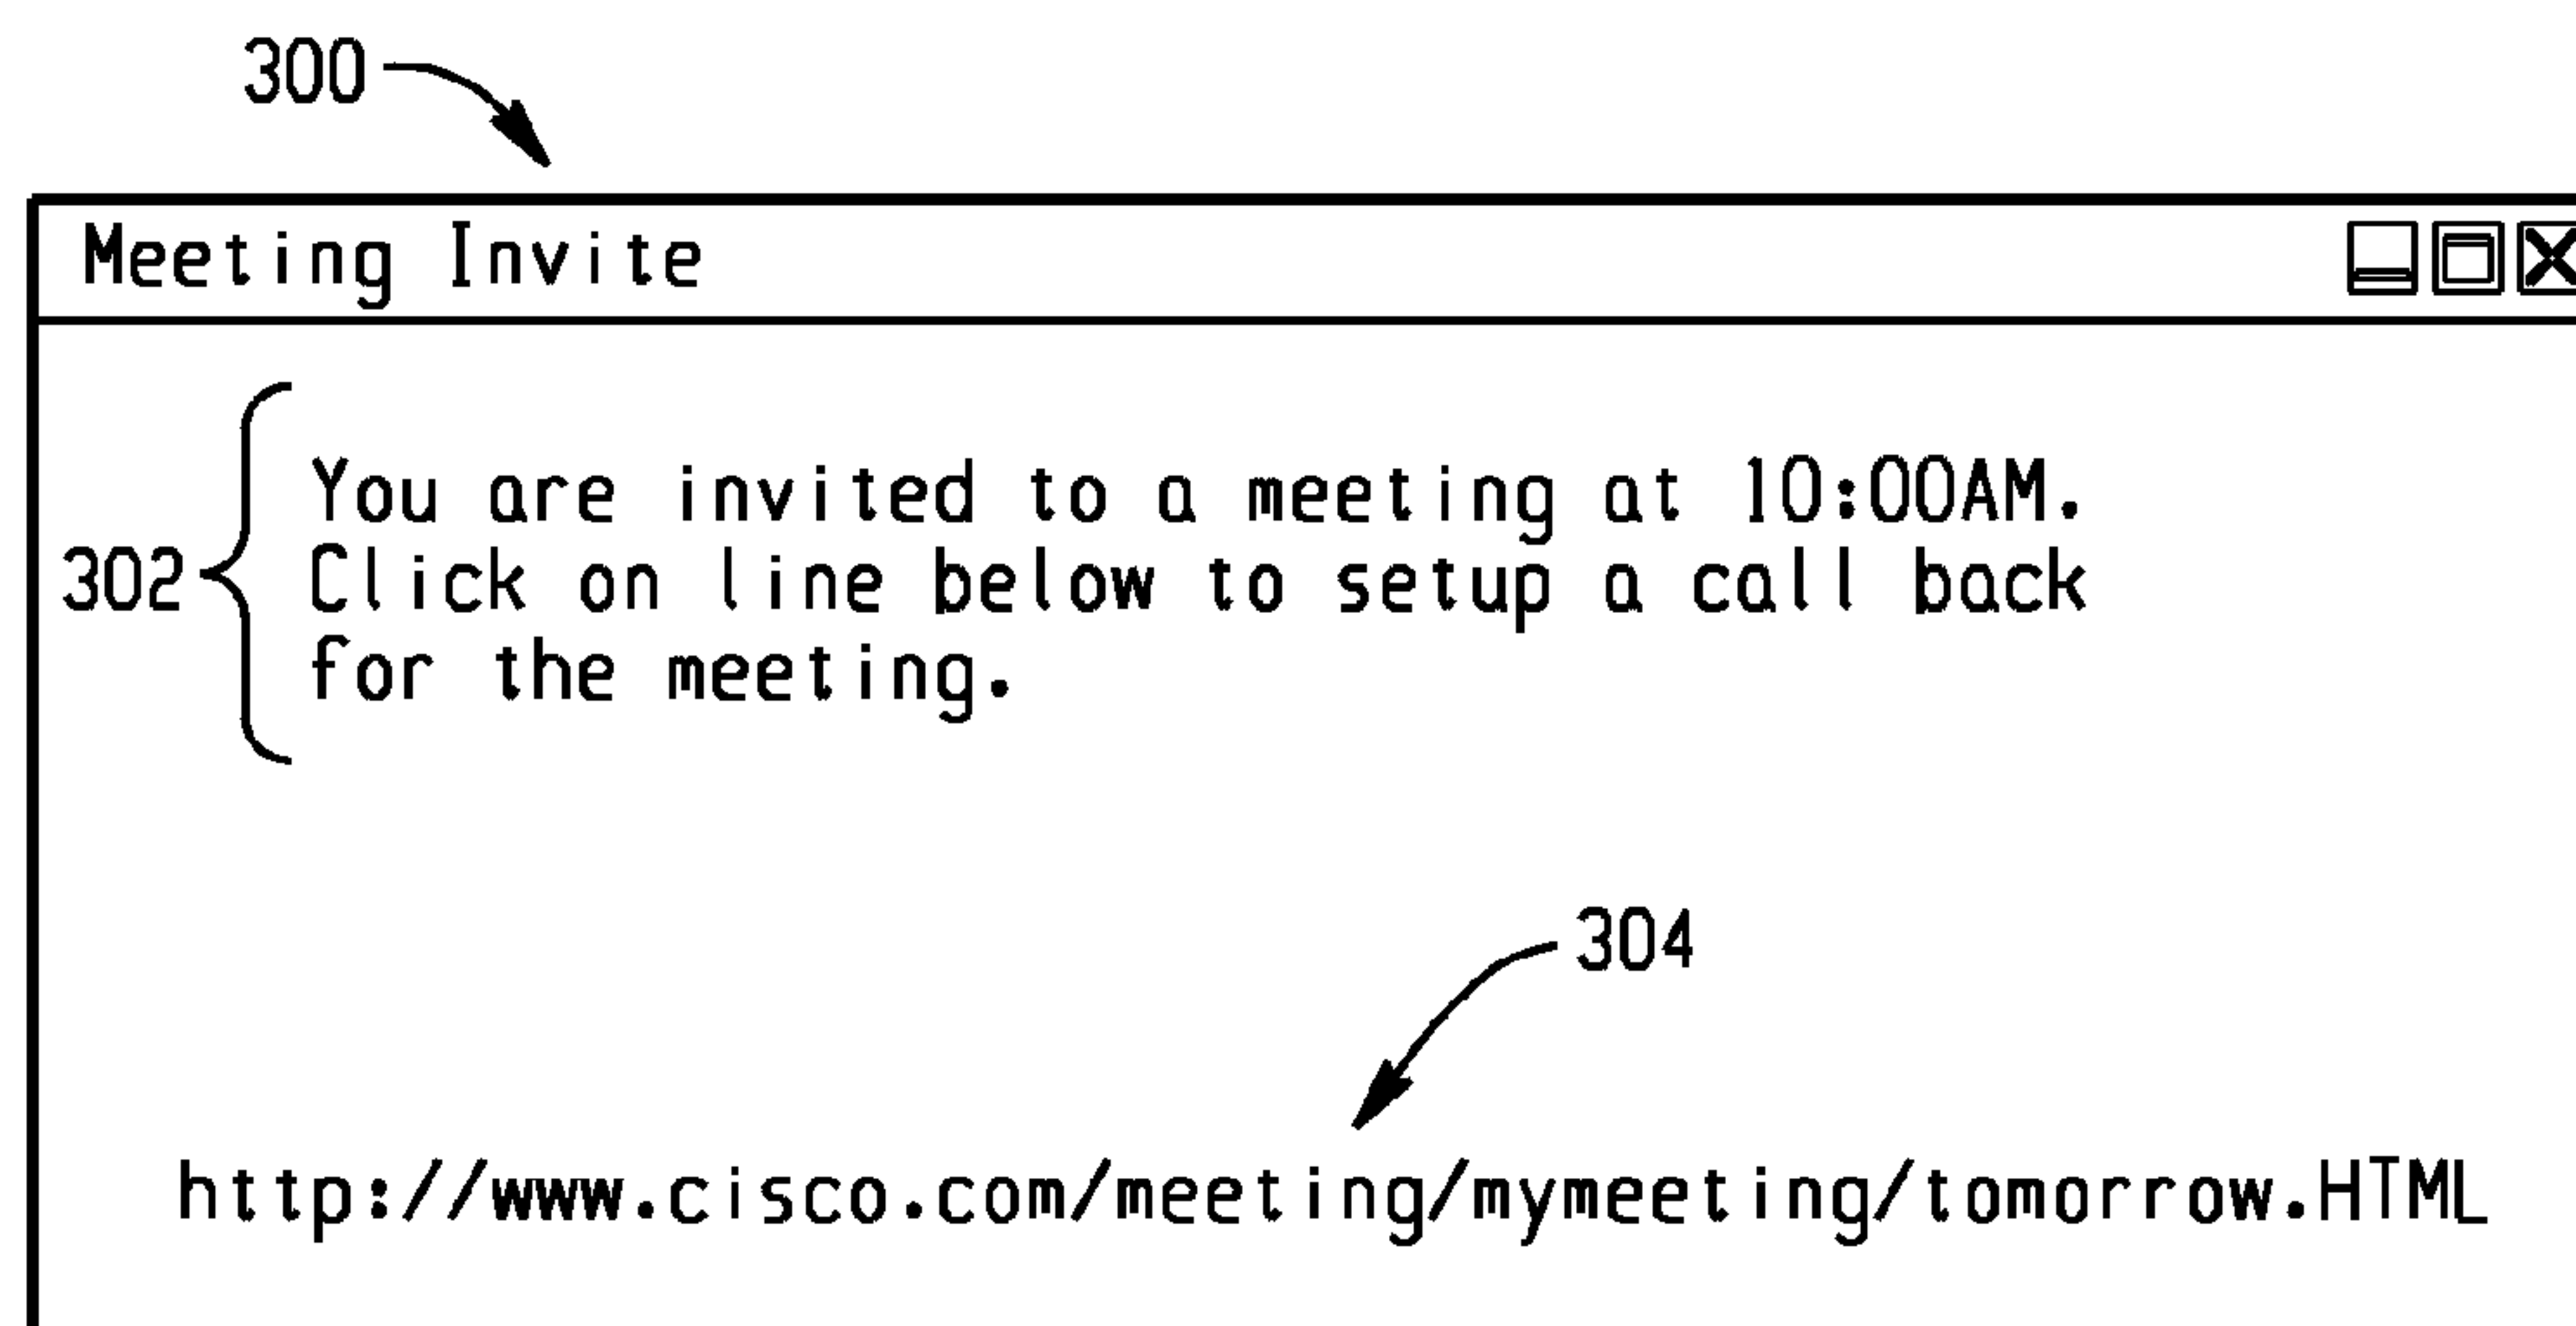 300
Meeting Invite
You are invited to a meeting at 10:00AM.
302 Click on line below to setup a call back
for the meeting.
304
http://www.cisco.com/meeting/mymeeting/tomorrow.HTML